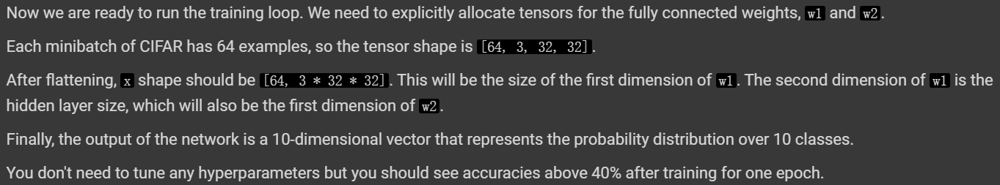 Now we are ready to run the training loop. We need to explicitly allocate tensors for the fully connected weights, w1 and w2.
Each minibatch of CIFAR has 64 examples, so the tensor shape is [64, 3, 32, 32].
After flattening, x shape should be [64, 3 * 32 * 32]. This will be the size of the first dimension of w1. The second dimension of w1 is the
hidden layer size, which will also be the first dimension of w2.
Finally, the output of the network is a 10-dimensional vector that represents the probability distribution over 10 classes.
You don't need to tune any hyperparameters but you should see accuracies above 40% after training for one epoch.